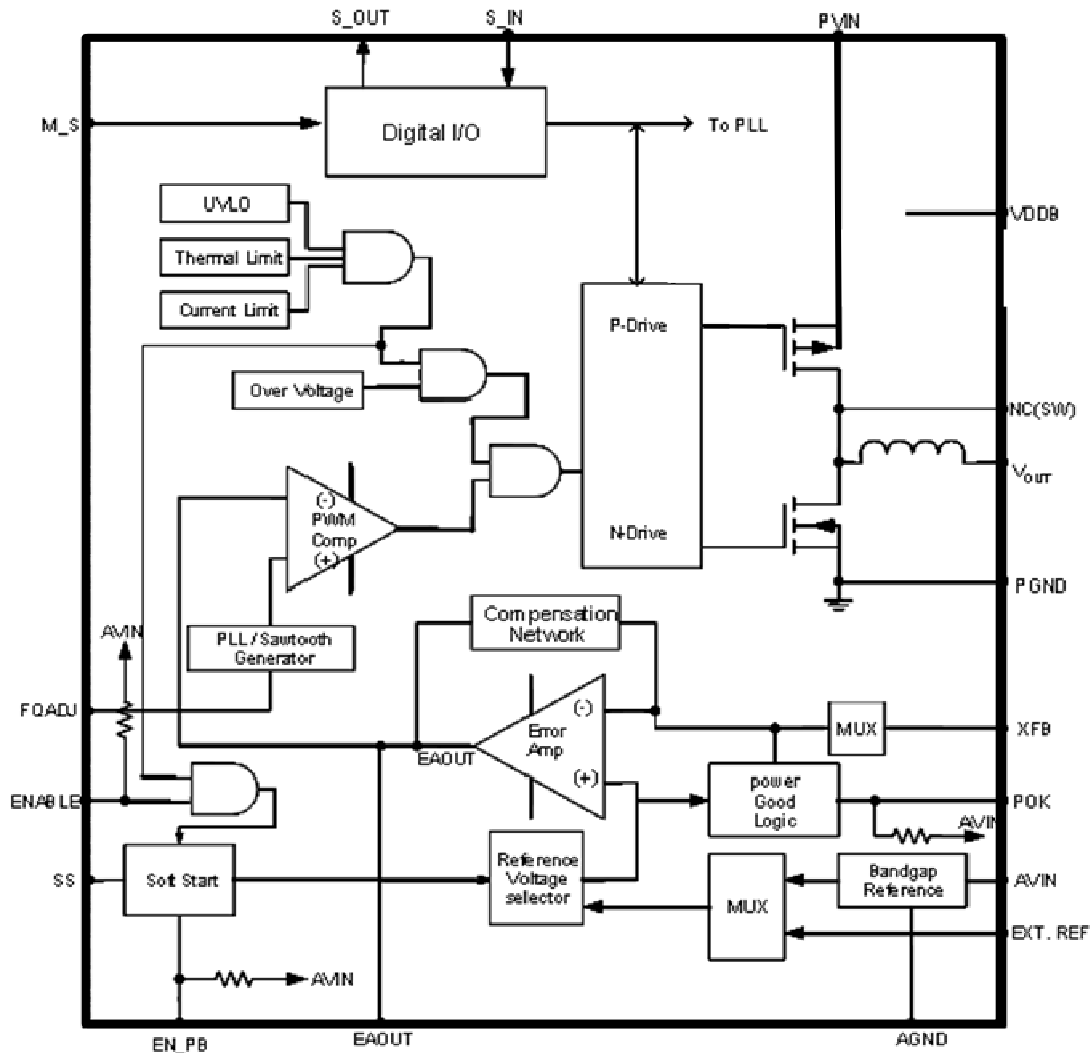 S_OUT
S_IN
PVIN
M_S
Digital I/O
To PLL
UVLO
VDDB
Thermal Limit
Current Limit
P-Drive
Over Voltage
NC(SW)
VOUT
(-)
PWM
Comp
(+)
N-Drive
PGND
Compensation
Network
AVIN
PLL/Sawtooth
Generator
FQADJ
(-)
Error
Amp
(+)
EAOUT
MUX
XFB
power
Good
Logic
ENABLE
POK
AVIN
SS
Soft Start
Reference
Voltage
selector
MUX
Bandgap
Reference
AVIN
EXT. REF
AVIN
EN_PB
EAOUT
AGND